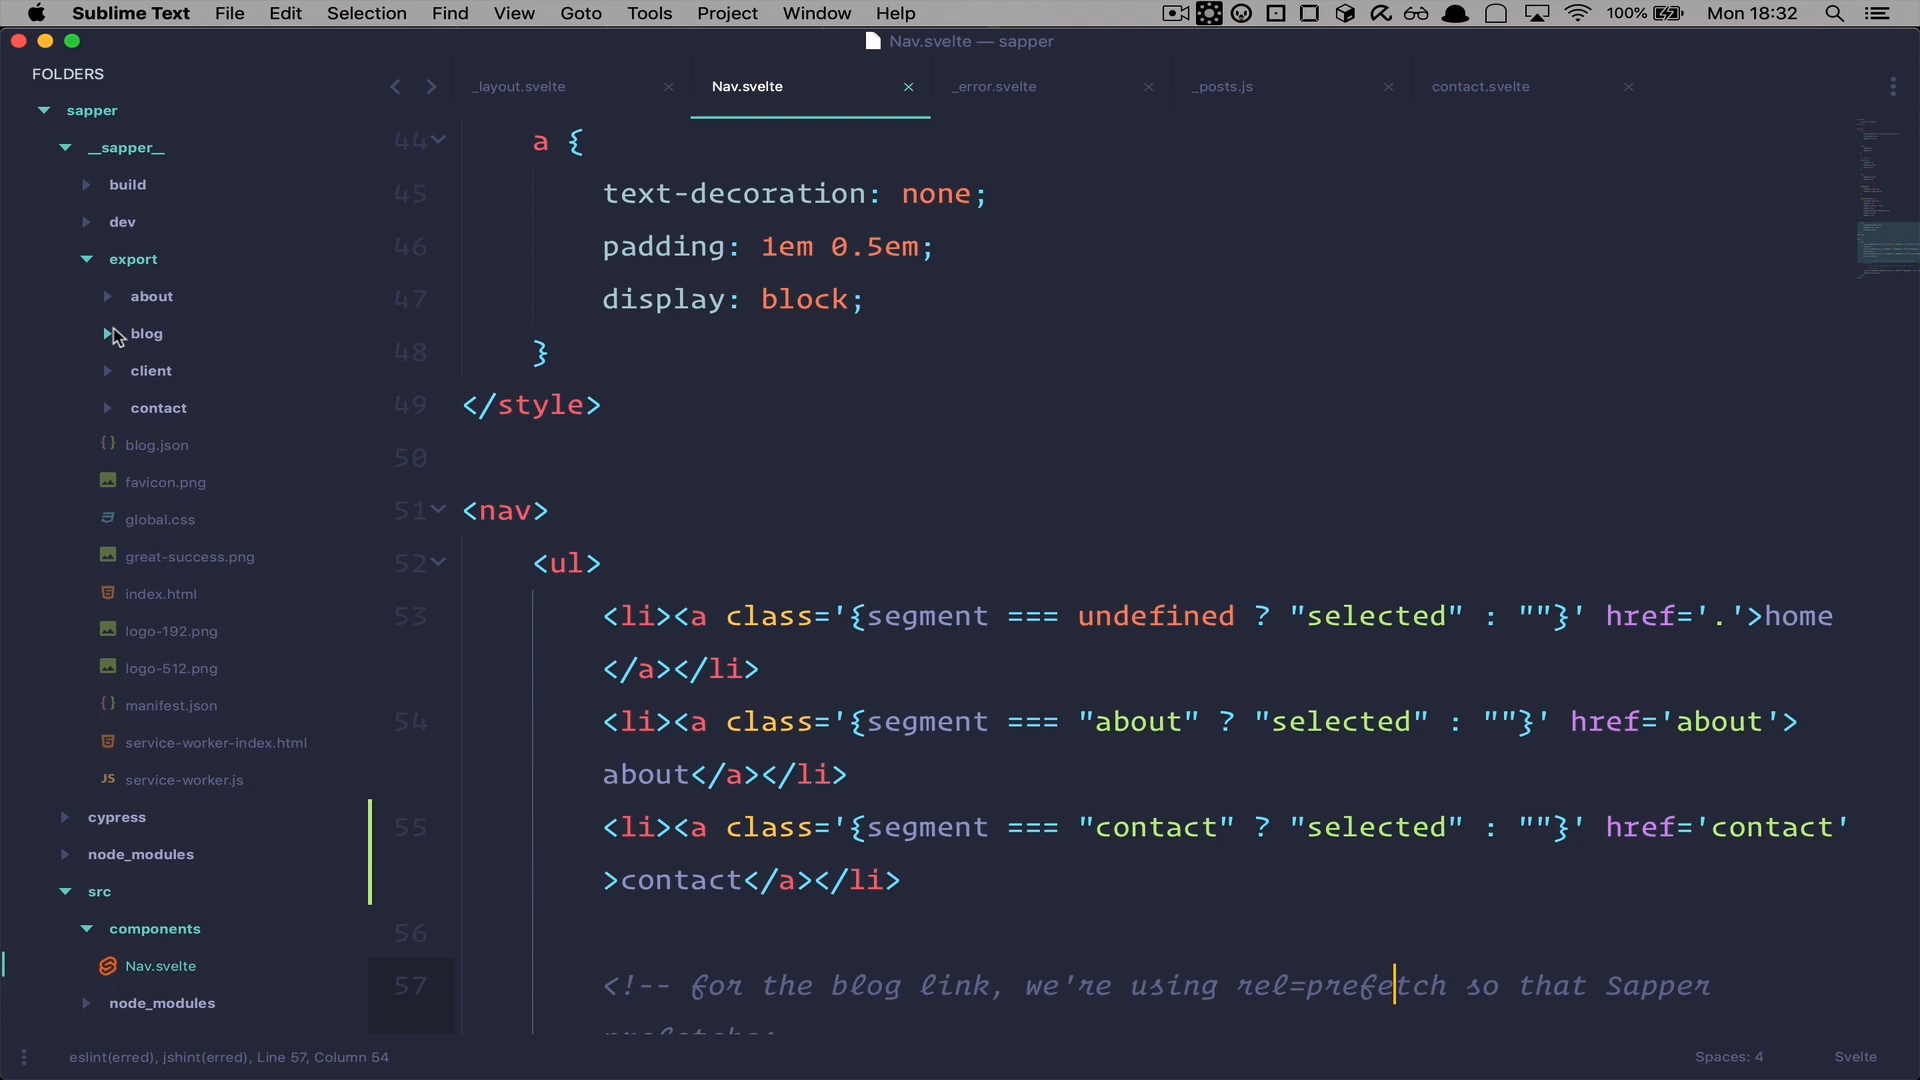 Sublime Text File Edit Selection Find View Goto Tools Project Window Help 100% Mon 18:32
Nav.svelte — sapper
FOLDERS
sapper
__sapper__
build
dev
export
about
blog
client
contact
blog.json
favicon.png
global.css
great-success.png
index.html
logo-192.png
logo-512.png
manifest.json
service-worker-index.html
JS service-worker.js
cypress
node_modules
src
components
Nav.svelte
node_modules
_layout.svelte Nav.svelte _error.svelte _posts.js contact.svelte
44 a {
45 text-decoration: none;
46 padding: 1em 0.5em;
47 display: block;
48 }
49 </style>
50
51 <nav>
52 <ul>
53 <li><a class='{segment === undefined ? "selected" : ""}' href='.'>home
</a></li>
54 <li><a class='{segment === "about" ? "selected" : ""}' href='about'>
about</a></li>
55 <li><a class='{segment === "contact" ? "selected" : ""}' href='contact'
>contact</a></li>
56
57 <!-- for the blog link, we're using rel=prefetch so that Sapper
prefetches
eslint(erred), jshint(erred), Line 57, Column 54 Spaces: 4 Svelte